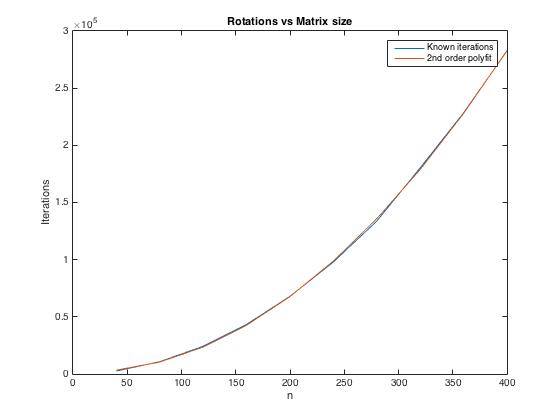 Rotations vs Matrix size
×10^5
3
2.5
2
1.5
1
0.5
0
Iterations
Known iterations
2nd order polyfit
0 50 100 150 200 250 300 350 400
n